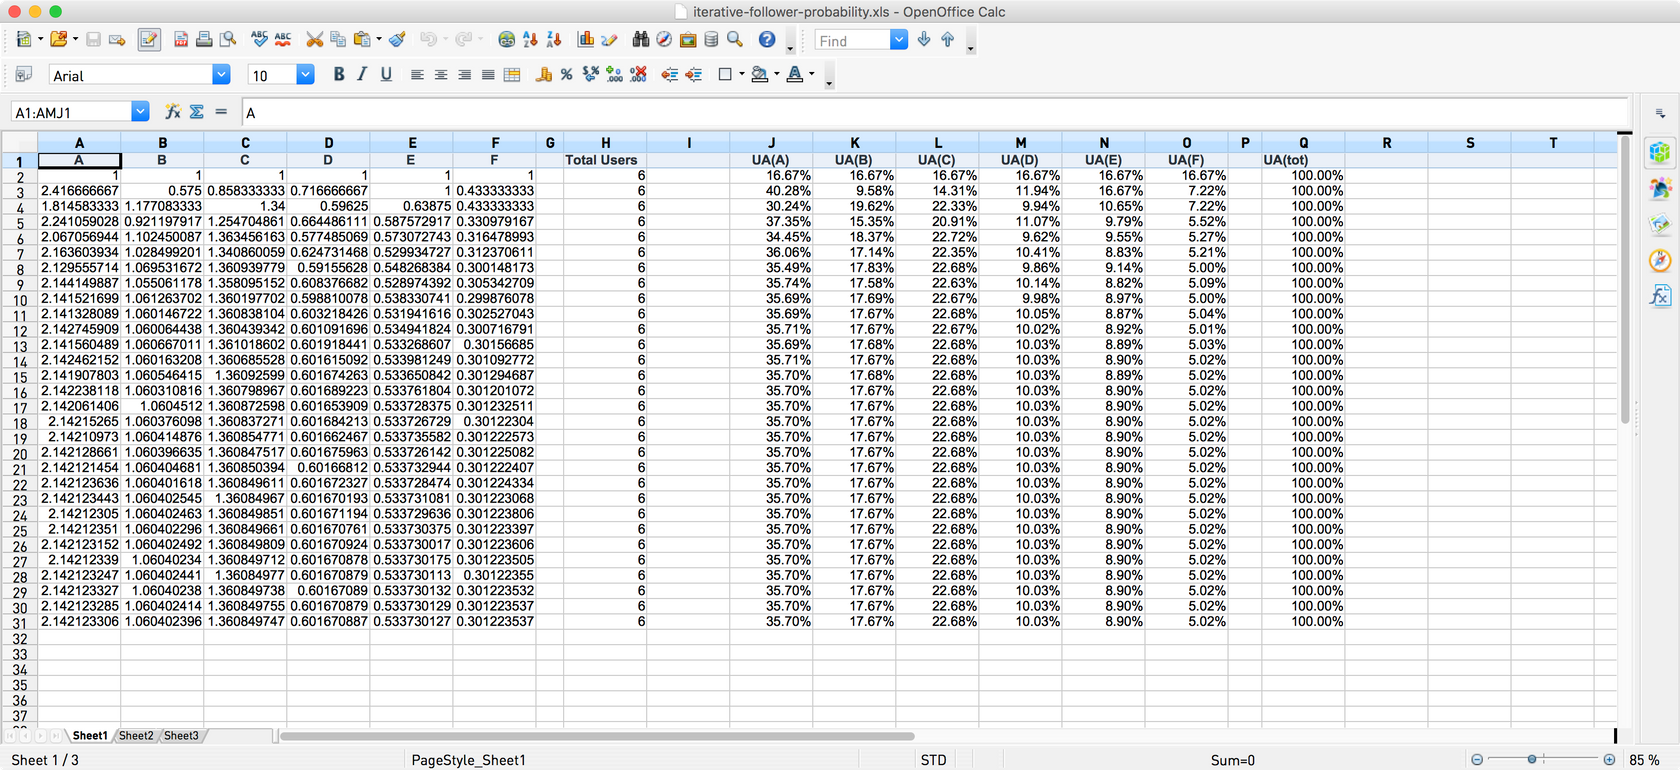 iterative-follower-probability.xls - OpenOffice Calc
Find
Arial 10
A1:AMJ1 A
A B C D E F G H I J K L M N O P Q R S T
1 A B C D E F Total Users UA(A) UA(B) UA(C) UA(D) UA(E) UA(F) UA(tot)
2 1 1 1 1 1 1 6 16.67% 16.67% 16.67% 16.67% 16.67% 16.67% 100.00%
3 2.416666667 0.575 0.858333333 0.716666667 1 0.433333333 6 40.28% 9.58% 14.31% 11.94% 16.67% 7.22% 100.00%
4 1.814583333 1.177083333 1.34 0.59625 0.63875 0.433333333 6 30.24% 19.62% 22.33% 9.94% 10.65% 7.22% 100.00%
5 2.241059028 0.921197917 1.254704861 0.664486111 0.587572917 0.330979167 6 37.35% 15.35% 20.91% 11.07% 9.79% 5.52% 100.00%
6 2.067056944 1.102450087 1.363456163 0.577485069 0.573072743 0.316478993 6 34.45% 18.37% 22.72% 9.62% 9.55% 5.27% 100.00%
7 2.163603934 1.028499201 1.340860059 0.624731468 0.529934727 0.312370611 6 36.06% 17.14% 22.35% 10.41% 8.83% 5.21% 100.00%
8 2.129555714 1.069531672 1.360939779 0.59155628 0.548268384 0.300148173 6 35.49% 17.83% 22.68% 9.86% 9.14% 5.00% 100.00%
9 2.144149887 1.055061178 1.358095152 0.608376682 0.528974392 0.305342709 6 35.74% 17.58% 22.63% 10.14% 8.82% 5.09% 100.00%
10 2.141521699 1.061263702 1.360197702 0.598810078 0.538330741 0.299876078 6 35.69% 17.69% 22.67% 9.98% 8.97% 5.00% 100.00%
11 2.141328089 1.060146722 1.360838104 0.603218426 0.531941616 0.302527043 6 35.69% 17.67% 22.68% 10.05% 8.87% 5.04% 100.00%
12 2.142745909 1.060064438 1.360439342 0.601091696 0.534941824 0.300716791 6 35.71% 17.67% 22.67% 10.02% 8.92% 5.01% 100.00%
13 2.141560489 1.060667011 1.361018602 0.601918441 0.533268607 0.30156685 6 35.69% 17.68% 22.68% 10.03% 8.89% 5.03% 100.00%
14 2.142462152 1.060163208 1.360685528 0.601615092 0.533981249 0.301092772 6 35.71% 17.67% 22.68% 10.03% 8.90% 5.02% 100.00%
15 2.141907803 1.060546415 1.36092599 0.601674263 0.533650842 0.301294687 6 35.70% 17.68% 22.68% 10.03% 8.89% 5.02% 100.00%
16 2.142238118 1.060310816 1.360798967 0.601689223 0.533761804 0.301201072 6 35.70% 17.67% 22.68% 10.03% 8.90% 5.02% 100.00%
17 2.142061406 1.0604512 1.360872598 0.601653909 0.533728375 0.301232511 6 35.70% 17.67% 22.68% 10.03% 8.90% 5.02% 100.00%
18 2.14215265 1.060376098 1.360837271 0.601684213 0.533726729 0.30122304 6 35.70% 17.67% 22.68% 10.03% 8.90% 5.02% 100.00%
19 2.14210973 1.060414876 1.360854771 0.601662467 0.533735582 0.301222573 6 35.70% 17.67% 22.68% 10.03% 8.90% 5.02% 100.00%
20 2.142128661 1.060396635 1.360847517 0.601675963 0.533726142 0.301225082 6 35.70% 17.67% 22.68% 10.03% 8.90% 5.02% 100.00%
21 2.142121454 1.060404681 1.360850394 0.60166812 0.533732944 0.301222407 6 35.70% 17.67% 22.68% 10.03% 8.90% 5.02% 100.00%
22 2.142123636 1.060401618 1.360849611 0.601672327 0.533728474 0.301224334 6 35.70% 17.67% 22.68% 10.03% 8.90% 5.02% 100.00%
23 2.142123443 1.060402545 1.36084967 0.601670193 0.533731081 0.301223068 6 35.70% 17.67% 22.68% 10.03% 8.90% 5.02% 100.00%
24 2.14212305 1.060402463 1.360849851 0.601671194 0.533729636 0.301223806 6 35.70% 17.67% 22.68% 10.03% 8.90% 5.02% 100.00%
25 2.14212351 1.060402296 1.360849661 0.601670761 0.533730375 0.301223397 6 35.70% 17.67% 22.68% 10.03% 8.90% 5.02% 100.00%
26 2.142123152 1.060402492 1.360849809 0.601670924 0.533730017 0.301223606 6 35.70% 17.67% 22.68% 10.03% 8.90% 5.02% 100.00%
27 2.14212339 1.06040234 1.360849712 0.601670878 0.533730175 0.301223505 6 35.70% 17.67% 22.68% 10.03% 8.90% 5.02% 100.00%
28 2.142123247 1.060402441 1.36084977 0.601670879 0.533730113 0.30122355 6 35.70% 17.67% 22.68% 10.03% 8.90% 5.02% 100.00%
29 2.142123327 1.06040238 1.360849738 0.60167089 0.533730132 0.301223532 6 35.70% 17.67% 22.68% 10.03% 8.90% 5.02% 100.00%
30 2.142123285 1.060402414 1.360849755 0.601670879 0.533730129 0.301223537 6 35.70% 17.67% 22.68% 10.03% 8.90% 5.02% 100.00%
31 2.142123306 1.060402396 1.360849747 0.601670887 0.533730127 0.301223537 6 35.70% 17.67% 22.68% 10.03% 8.90% 5.02% 100.00%
32
33
34
35
36
37
Sheet1 Sheet2 Sheet3
Sheet 1 / 3 PageStyle_Sheet1 STD Sum=0 85 %